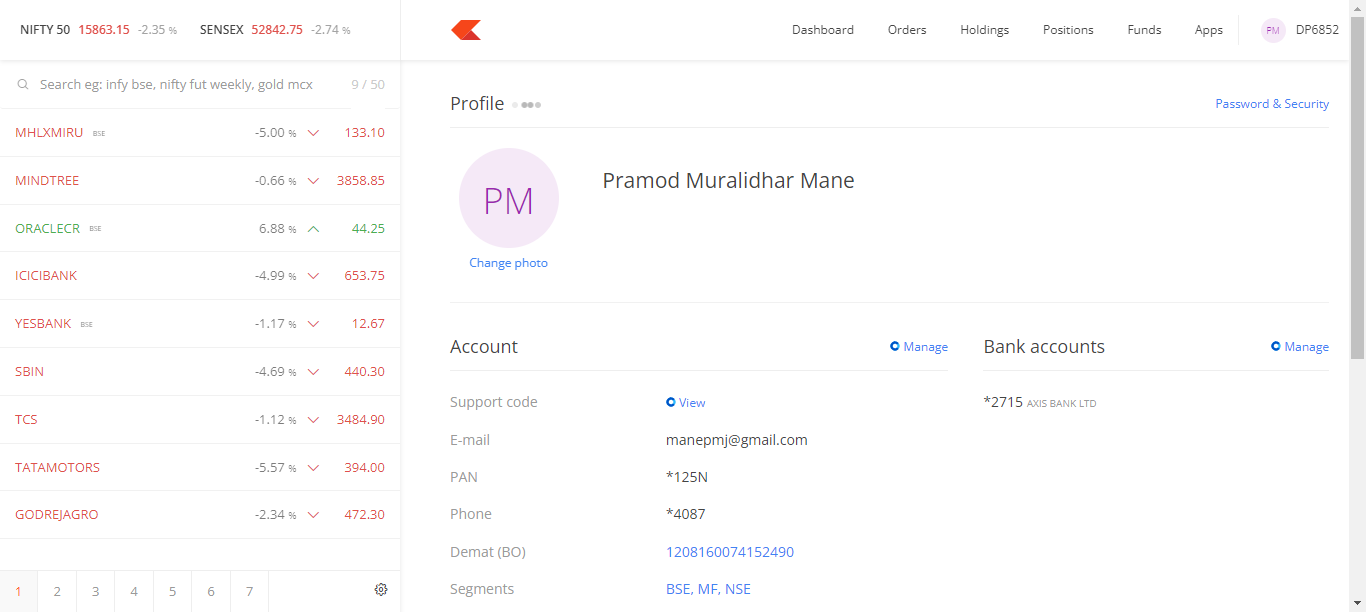 NIFTY 50 15863.15 -2.35 % SENSEX 52842.75 -2.74 %
Dashboard Orders Holdings Positions Funds Apps PM DP6852
Search eg: infy bse, nifty fut weekly, gold mcx 9 / 50
MHLXMIRU BSE -5.00 % 133.10
MINDTREE -0.66 % 3858.85
ORACLECR BSE 6.88 % 44.25
ICICIBANK -4.99 % 653.75
YESBANK BSE -1.17 % 12.67
SBIN -4.69 % 440.30
TCS -1.12 % 3484.90
TATAMOTORS -5.57 % 394.00
GODREJAGRO -2.34 % 472.30
1 2 3 4 5 6 7
Profile Password & Security
PM
Pramod Muralidhar Mane
Change photo
Account Manage
Support code View
E-mail manepmj@gmail.com
PAN *125N
Phone *4087
Demat (BO) 1208160074152490
Segments BSE, MF, NSE
Bank accounts Manage
*2715 AXIS BANK LTD